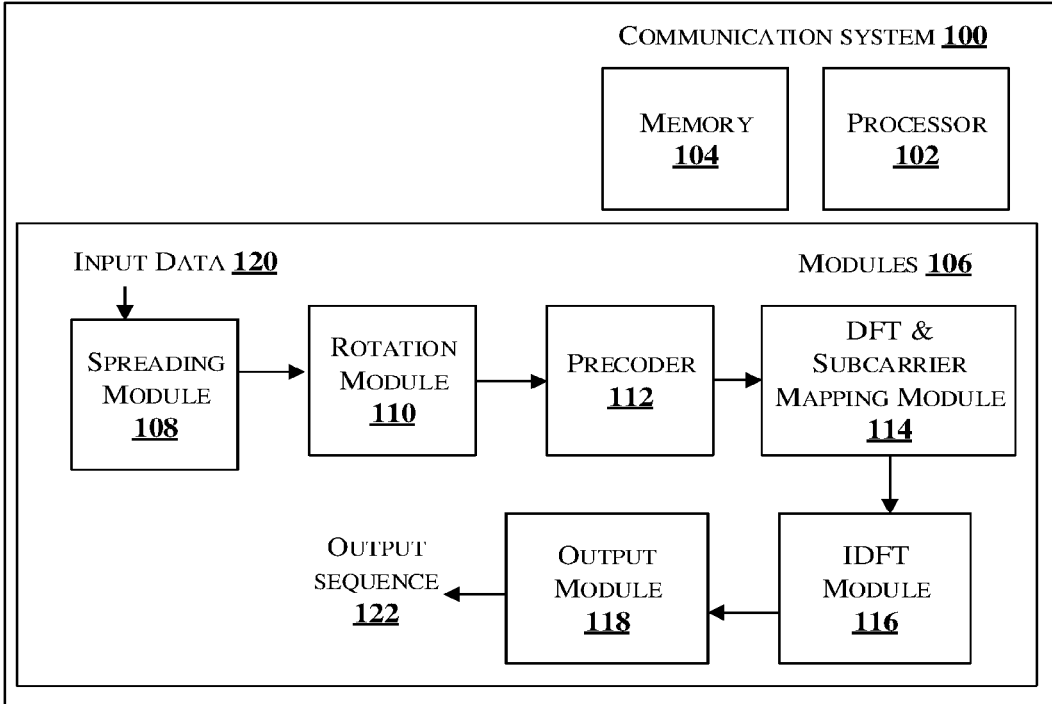 COMMUNICATION SYSTEM 100
MEMORY
104
PROCESSOR
102
INPUT DATA 120
MODULES 106
SPREADING
MODULE
108
ROTATION
MODULE
110
PRECODER
112
DFT &
SUBCARRIER
MAPPING MODULE
114
OUTPUT
SEQUENCE
122
OUTPUT
MODULE
118
IDFT
MODULE
116